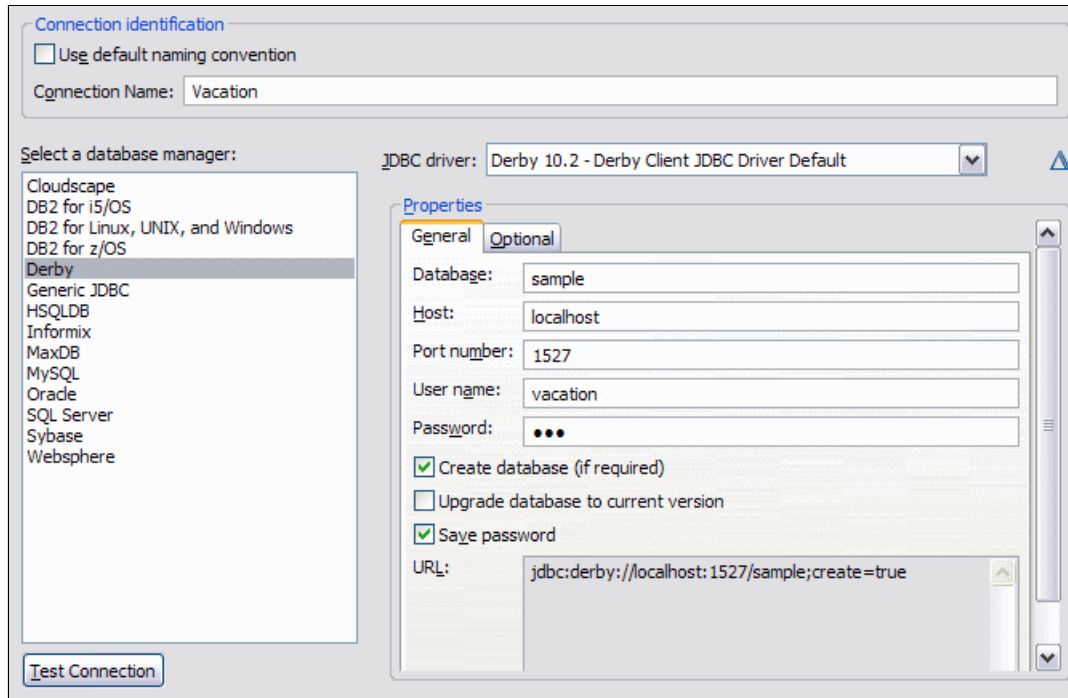 Connection identification
Use default naming convention
Connection Name: Vacation
Select a database manager:
Cloudscape
DB2 for i5/OS
DB2 for Linux, UNIX, and Windows
DB2 for z/OS
Derby
Generic JDBC
HSQLDB
Informix
MaxDB
MySQL
Oracle
SQL Server
Sybase
Websphere
Test Connection
JDBC driver: Derby 10.2 - Derby Client JDBC Driver Default
Properties
General Optional
Database: sample
Host: localhost
Port number: 1527
User name: vacation
Password: •••
Create database (if required)
Upgrade database to current version
Save password
URL: jdbc:derby://localhost:1527/sample;create=true